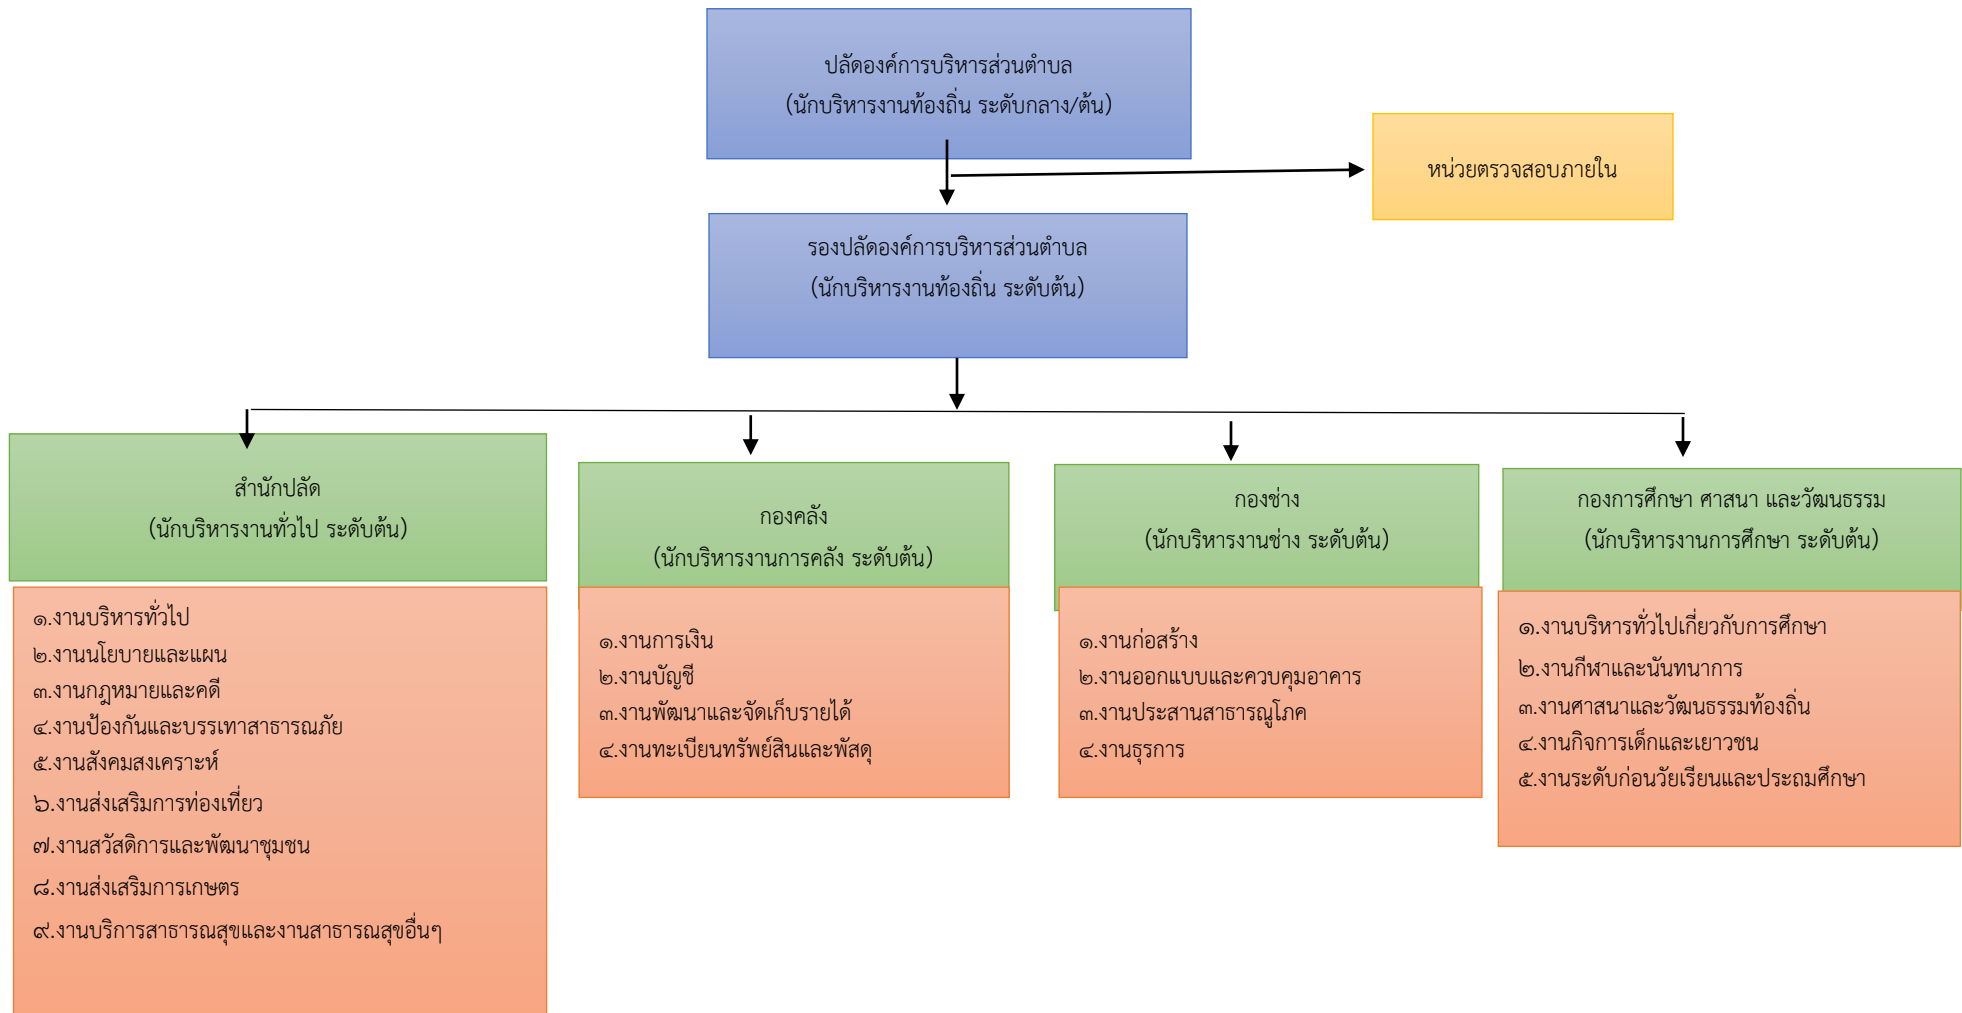 ปลัดองค์การบริหารส่วนตำบล
(นักบริหารงานท้องถิ่น ระดับกลาง/ต้น)
หน่วยตรวจสอบภายใน
รองปลัดองค์การบริหารส่วนตำบล
(นักบริหารงานท้องถิ่น ระดับต้น)
สำนักปลัด
(นักบริหารงานทั่วไป ระดับต้น)
๑.งานบริหารทั่วไป
๒.งานนโยบายและแผน
๓.งานกฎหมายและคดี
๔.งานป้องกันและบรรเทาสาธารณภัย
๕.งานสังคมสงเคราะห์
๖.งานส่งเสริมการท่องเที่ยว
๗.งานสวัสดิการและพัฒนาชุมชน
๘.งานส่งเสริมการเกษตร
๙.งานบริการสาธารณสุขและงานสาธารณสุขอื่นๆ
กองคลัง
(นักบริหารงานการคลัง ระดับต้น)
๑.งานการเงิน
๒.งานบัญชี
๓.งานพัฒนาและจัดเก็บรายได้
๔.งานทะเบียนทรัพย์สินและพัสดุ
กองช่าง
(นักบริหารงานช่าง ระดับต้น)
๑.งานก่อสร้าง
๒.งานออกแบบและควบคุมอาคาร
๓.งานประสานสาธารณูโภค
๔.งานธุรการ
กองการศึกษา ศาสนา และวัฒนธรรม
(นักบริหารงานการศึกษา ระดับต้น)
๑.งานบริหารทั่วไปเกี่ยวกับการศึกษา
๒.งานกีฬาและนันทนาการ
๓.งานศาสนาและวัฒนธรรมท้องถิ่น
๔.งานกิจการเด็กและเยาวชน
๕.งานระดับก่อนวัยเรียนและประถมศึกษา